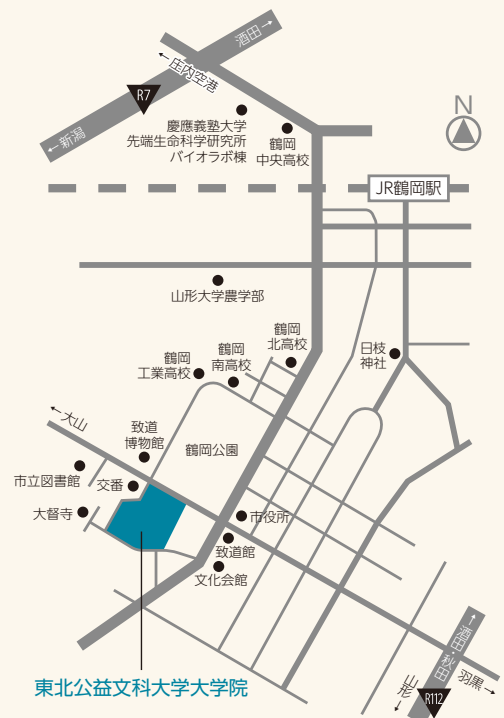 酒田→
←庄内空港
R7
←新潟
慶應義塾大学
先端生命科学研究所
バイオラボ棟
鶴岡
中央高校
N
JR鶴岡駅
山形大学農学部
鶴岡
北高校
鶴岡
南高校
鶴岡
工業高校
日枝
神社
←大山
致道
博物館
鶴岡公園
市立図書館
交番
大督寺
市役所
致道館
文化会館
←酒田・秋田
羽黒→
山形→
R112
東北公益文科大学大学院